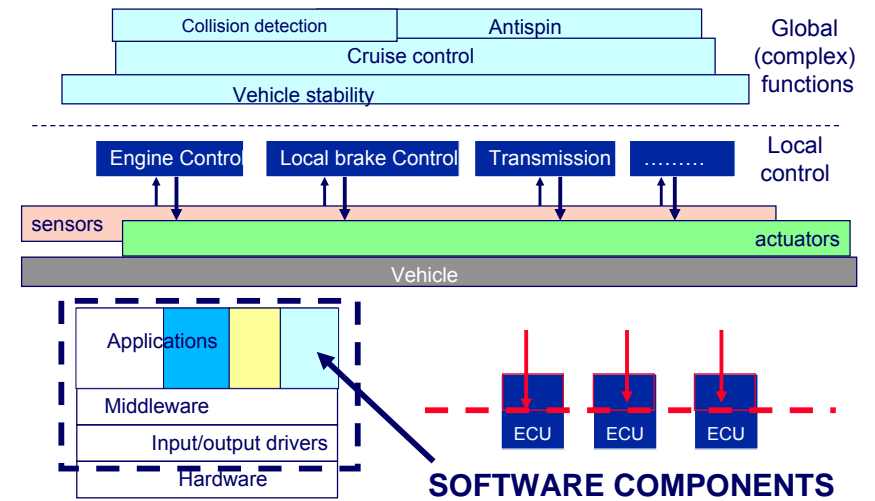 Collision detection
Antispin
Cruise control
Vehicle stability
Global
(complex)
functions
Engine Control
Local brake Control
Transmission
………
Local
control
sensors
actuators
Vehicle
Applications
Middleware
Input/output drivers
Hardware
ECU
ECU
ECU
SOFTWARE COMPONENTS